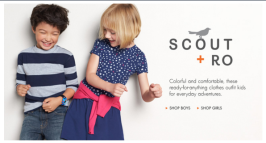 SCOUT
+ RO
Colorful and comfortable, these
ready-for-anything clothes outfit kids
for everyday adventures.
SHOP BOYS SHOP GIRLS